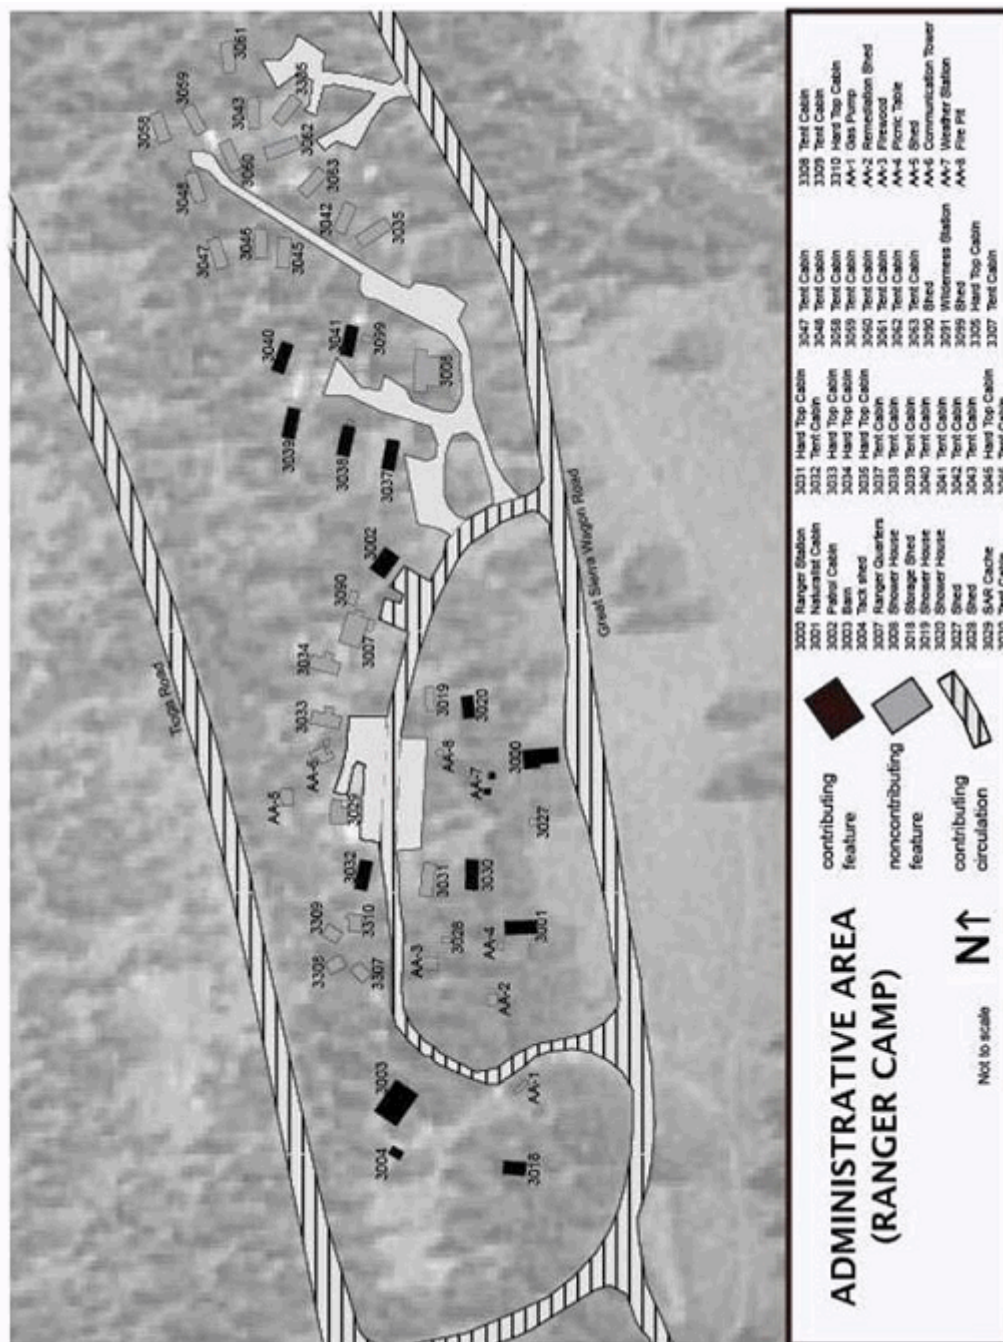 3058
3059
3048
Tioga Road
3047
3061
3043
3060
3046
3040
3039
AA-5
3045
3305
3062
3034
3033
AA-6
3309
3308
3042
3038
3063
3041
3090
3032
3029
3310
3007
3002
3307
3099
3004
3003
3037
3035
AA-3
3019
3031
3008
AA-8
3028
AA-7
3020
3030
AA-4
AA-2
3000
AA-1
3018
3001
3027
Great Sierra Wagon Road
ADMINISTRATIVE AREA
(RANGER CAMP)
Not to scale
N↑
contributing
feature
noncontributing
feature
contributing
circulation
3000 Ranger Station
3001 Naturalist Cabin
3002 Patrol Cabin
3003 Barn
3004 Tack shed
3007 Ranger Quarters
3008 Shower House
3018 Storage Shed
3019 Shower House
3020 Shower House
3027 Shed
3028 Shed
3029 SAR Cache
3031 Hard Top Cabin
3032 Tent Cabin
3033 Hard Top Cabin
3034 Hard Top Cabin
3035 Hard Top Cabin
3037 Tent Cabin
3038 Tent Cabin
3039 Tent Cabin
3040 Tent Cabin
3041 Tent Cabin
3042 Tent Cabin
3043 Tent Cabin
3045 Hard Top Cabin
3047 Tent Cabin
3048 Tent Cabin
3058 Tent Cabin
3059 Tent Cabin
3060 Tent Cabin
3061 Tent Cabin
3062 Tent Cabin
3063 Tent Cabin
3090 Shed
3091 Wilderness Station
3099 Shed
3305 Hard Top Cabin
3307 Tent Cabin
3308 Tent Cabin
3309 Tent Cabin
3310 Hard Top Cabin
AA-1 Gas Pump
AA-2 Remediation Shed
AA-3 Firewood
AA-4 Picnic Table
AA-5 Shed
AA-6 Communication Tower
AA-7 Weather Station
AA-8 Fire Pit